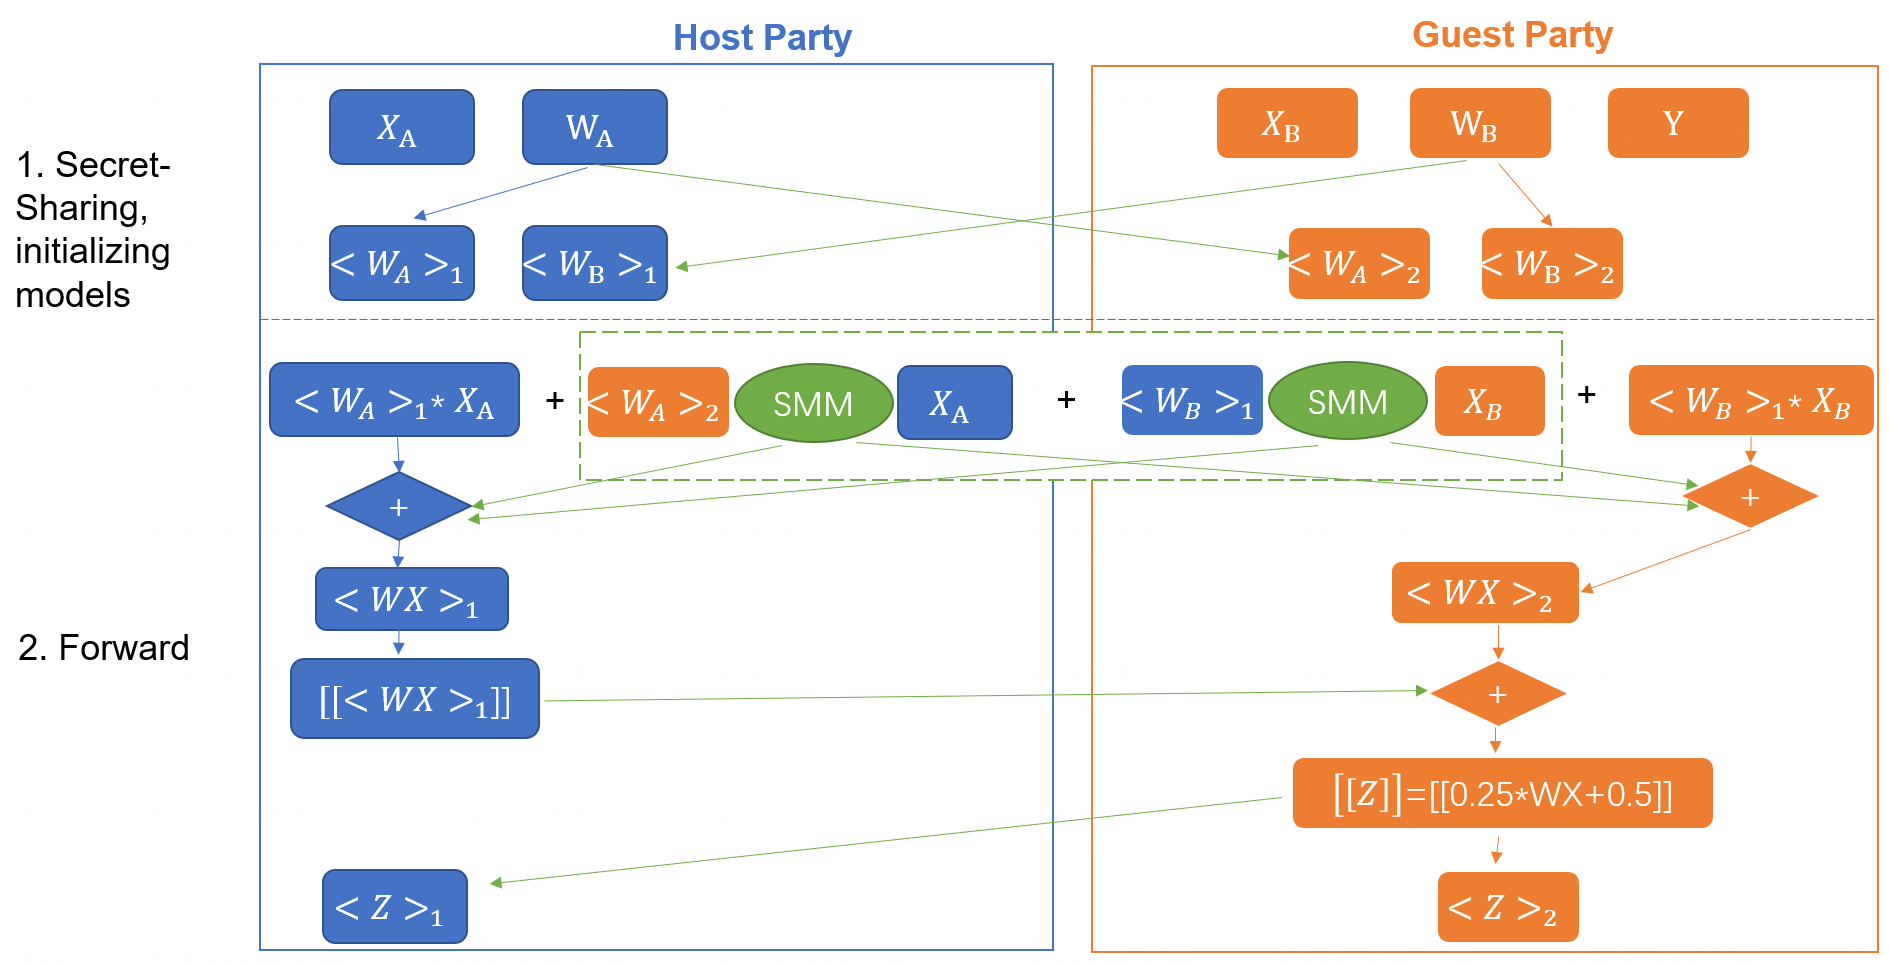 Host Party
Guest Party
X_A
W_A
X_B
W_B
Y
1. Secret-
Sharing,
initializing
models
< W_A >_1
< W_B >_1
< W_A >_2
< W_B >_2
< W_A >_1* X_A
+
< W_A >_2
SMM
X_A
+
< W_B >_1
SMM
X_B
+
< W_B >_1* X_B
+
+
< WX >_1
< WX >_2
2. Forward
[[< WX >_1]]
+
[[Z]]=[[0.25*WX+0.5]]
< Z >_1
< Z >_2